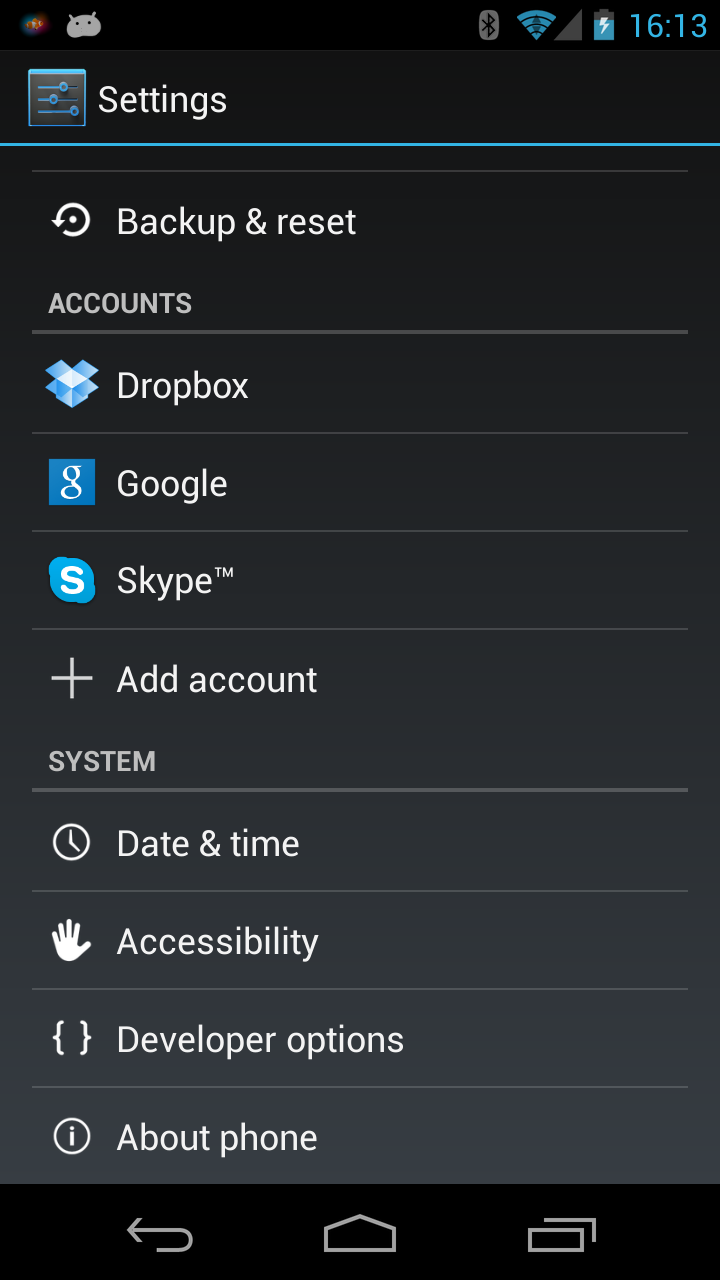 16:13
Settings
Backup & reset
ACCOUNTS
Dropbox
g Google
S Skype™
Add account
SYSTEM
Date & time
Accessibility
{ } Developer options
i About phone